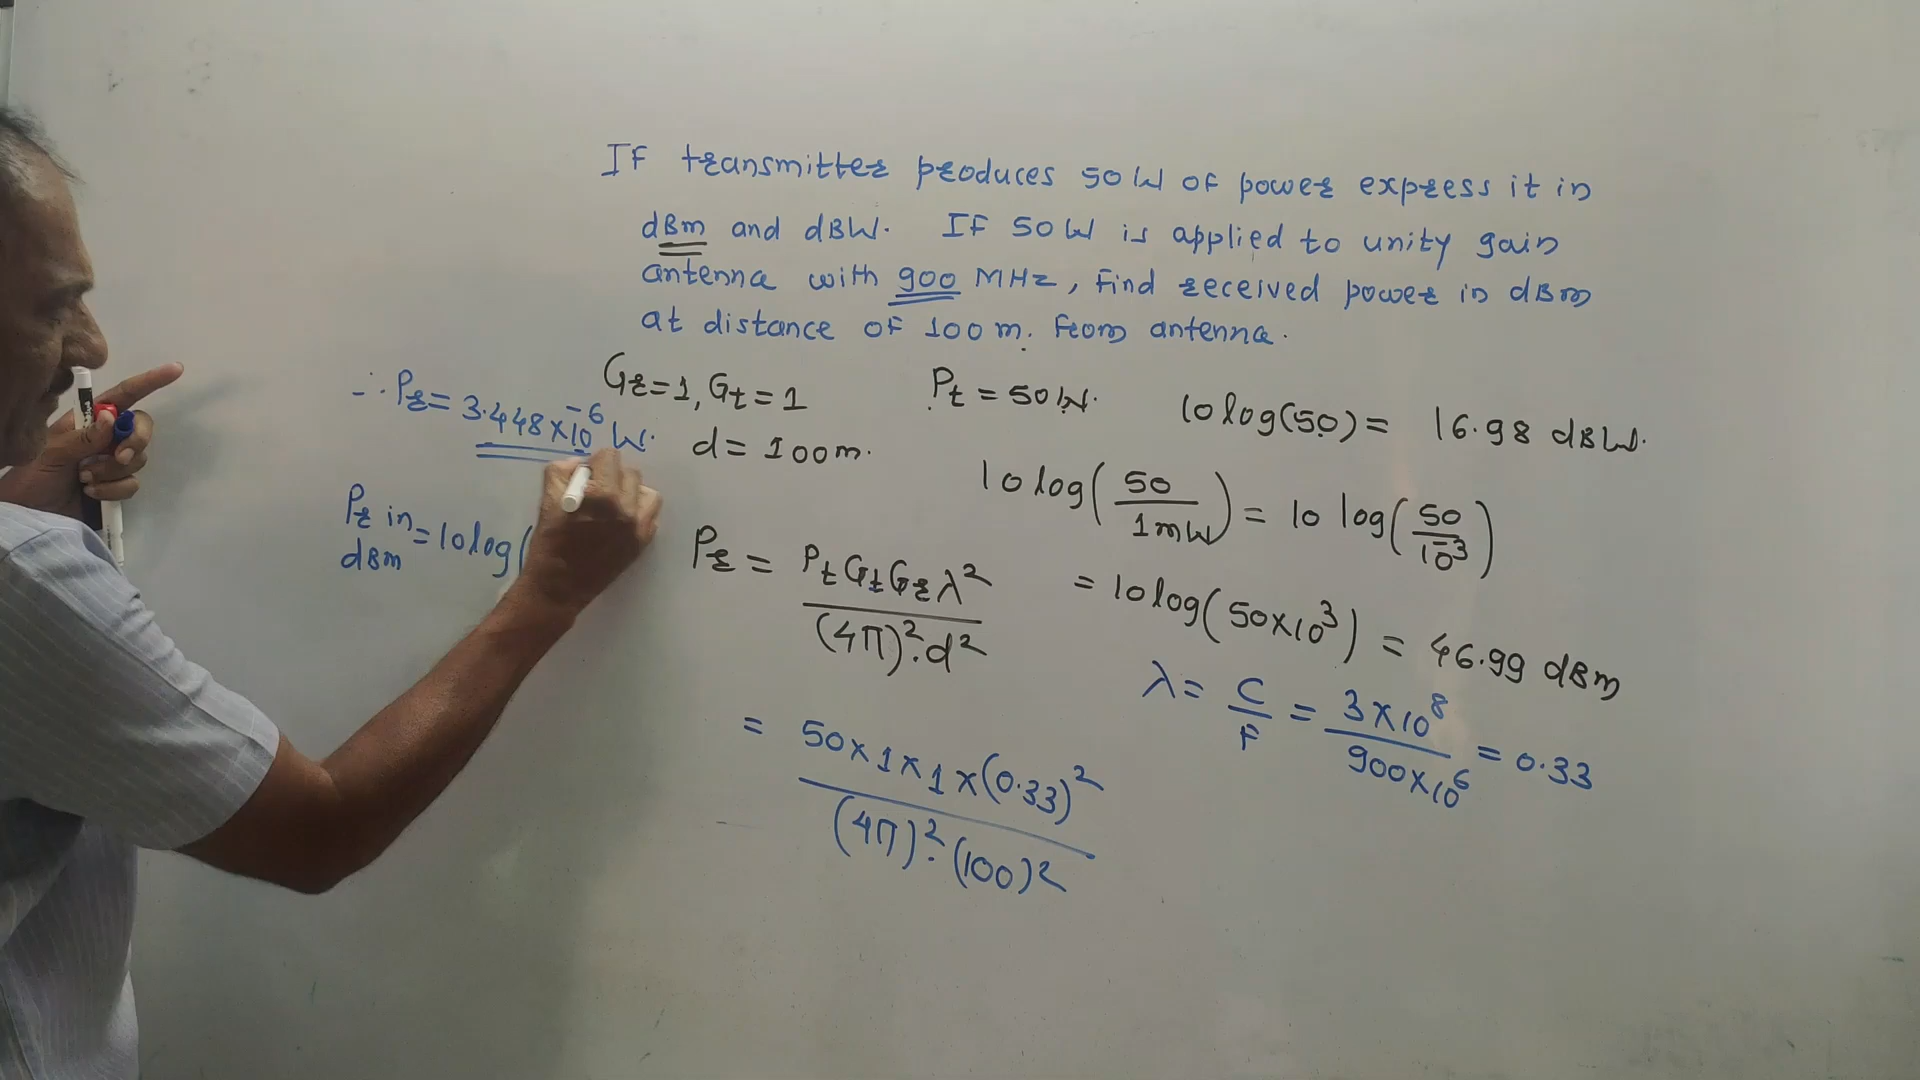 If transmitter produces 50W of power express it in
dBm and dBW. If 50W is applied to unity gain
antenna with 900 MHz, Find received power in dBm
at distance of 100 m. From antenna.
Gr=1, Gt=1
d = 100m.
Pt = 50W.
10log(50) = 16.98 dBW.
10log(50/1mW) = 10 log(50/10⁻³)
= 10log(50×10³) = 46.99 dBm
Pr = PtGtGrλ²/(4π)².d²
λ = C/F = 3×10⁸/900×10⁶ = 0.33
= 50×1×1×(0.33)²/(4π)².(100)²
∴ Pr = 3.448×10⁻⁶ W.
Pr in dBm = 10log(